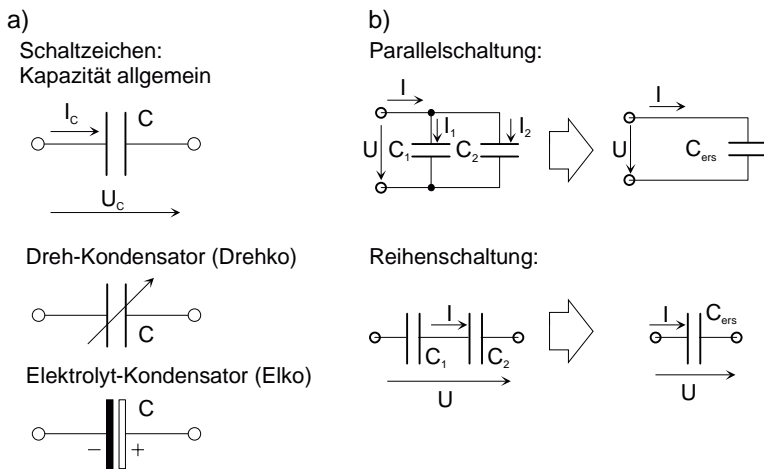 a)
Schaltzeichen:
Kapazität allgemein
I_C
C
U_C
Dreh-Kondensator (Drehko)
C
Elektrolyt-Kondensator (Elko)
C
− +
b)
Parallelschaltung:
I
I_1 I_2
U C_1 C_2
I
U C_ers
Reihenschaltung:
I
C_1 C_2
U
I C_ers
U